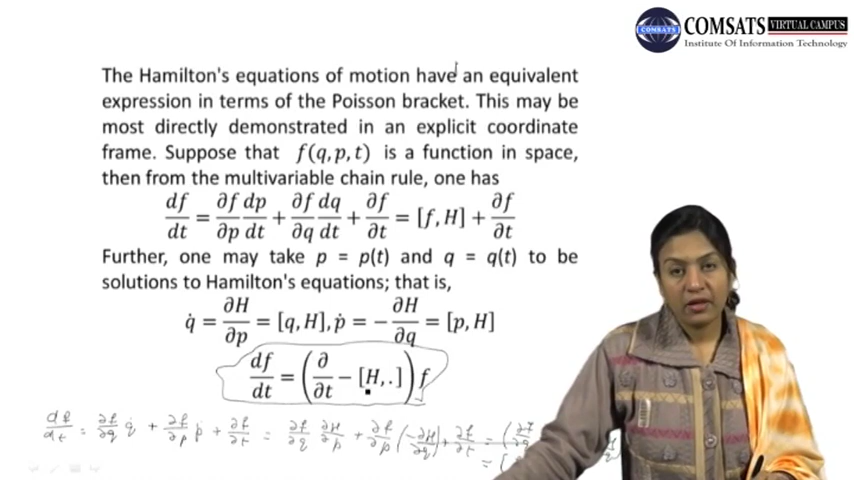 COMSATS VIRTUAL CAMPUS
COMSATS
Institute Of Information Technology
The Hamilton's equations of motion have an equivalent
expression in terms of the Poisson bracket. This may be
most directly demonstrated in an explicit coordinate
frame. Suppose that f(q,p,t) is a function in space,
then from the multivariable chain rule, one has
df/dt = ∂f/∂p dp/dt + ∂f/∂q dq/dt + ∂f/∂t = [f,H] + ∂f/∂t
Further, one may take p = p(t) and q = q(t) to be
solutions to Hamilton's equations; that is,
q̇ = ∂H/∂p = [q,H], ṗ = −∂H/∂q = [p,H]
df/dt = (∂/∂t − [H,.]) f
df/dt = ∂f/∂q q̇ + ∂f/∂p ṗ + ∂f/∂t = ∂f/∂q ∂H/∂p + ∂f/∂p (−∂H/∂q) + ∂f/∂t = (∂f/∂q
= [